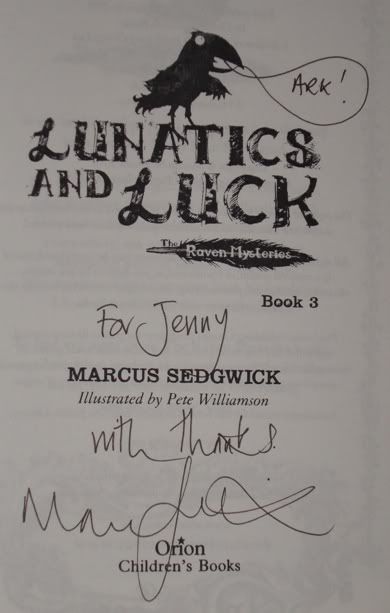 ARK!
LUNATICS
AND LUCK
The Raven Mysteries
Book 3
For Jenny
MARCUS SEDGWICK
Illustrated by Pete Williamson
with thanks.
Orion
Children's Books